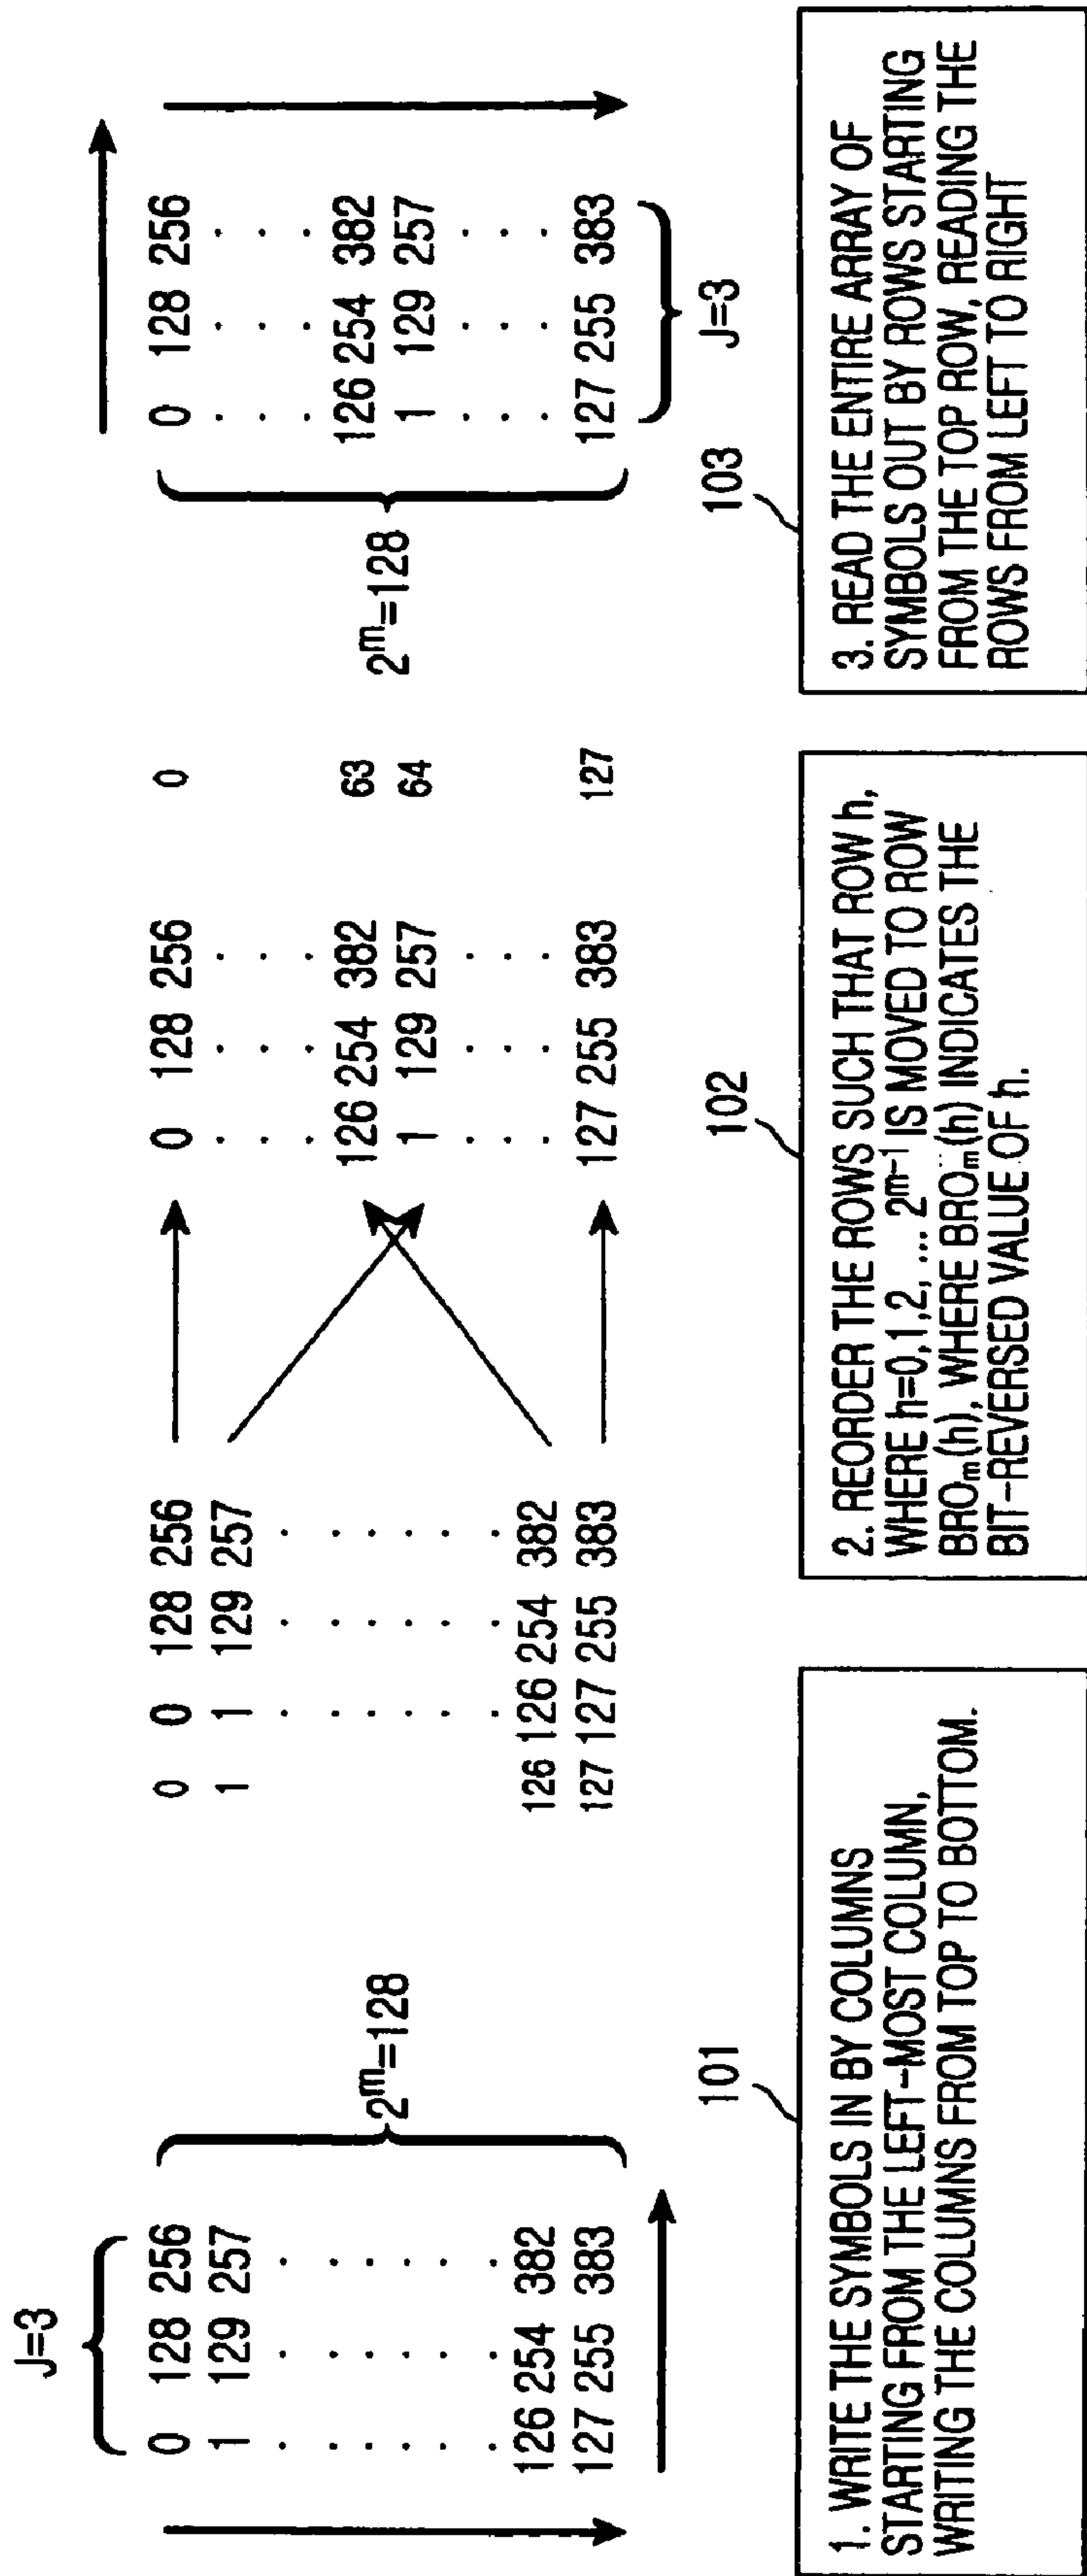 J=3
0 128 256
1 129 257
. . .
. . .
. . .
. . .
. . .
126 254 382
127 255 383
2^m=128
101
1. WRITE THE SYMBOLS IN BY COLUMNS
STARTING FROM THE LEFT-MOST COLUMN,
WRITING THE COLUMNS FROM TOP TO BOTTOM.
0 0 128 256
1 1 129 257
. . .
. . .
. . .
. . .
. . .
126 126 254 382
127 127 255 383
0 128 256 0
. . .
. . .
. . .
126 254 382 63
1 129 257 64
. . .
. . .
127 255 383 127
102
2. REORDER THE ROWS SUCH THAT ROW h,
WHERE h=0,1,2, ... 2^m-1 IS MOVED TO ROW
BROm(h), WHERE BROm(h) INDICATES THE
BIT-REVERSED VALUE OF h.
2^m=128
0 128 256
. . .
. . .
. . .
126 254 382
1 129 257
. . .
. . .
127 255 383
J=3
103
3. READ THE ENTIRE ARRAY OF
SYMBOLS OUT BY ROWS STARTING
FROM THE TOP ROW, READING THE
ROWS FROM LEFT TO RIGHT